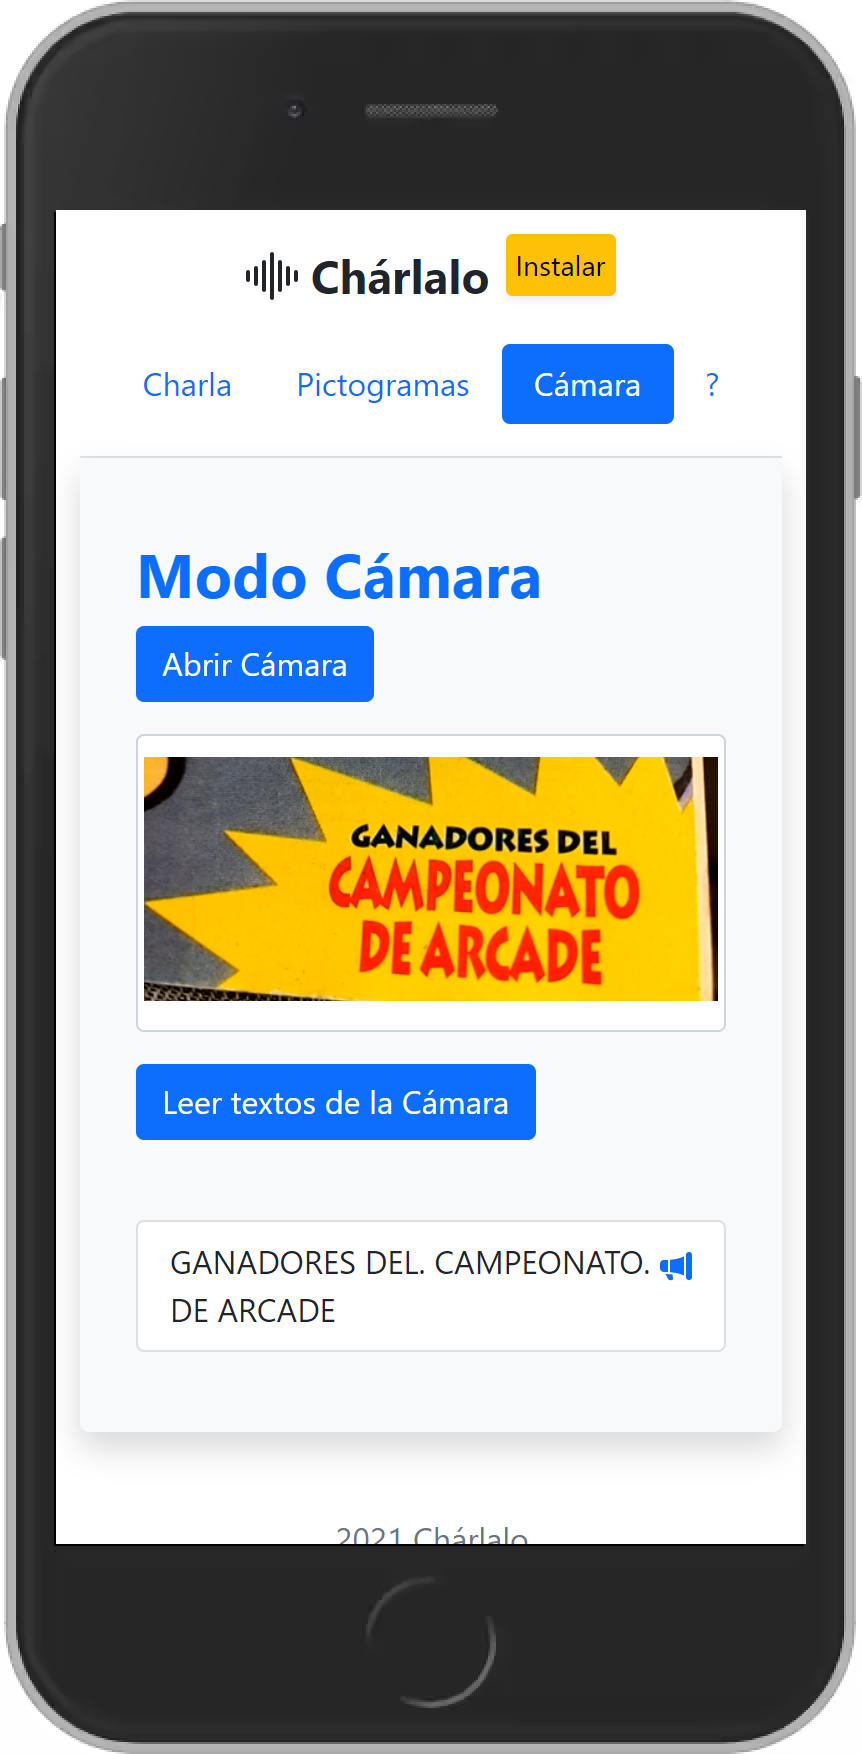 Chárlalo
Instalar
Charla
Pictogramas
Cámara
?
Modo Cámara
Abrir Cámara
GANADORES DEL
CAMPEONATO
DE ARCADE
Leer textos de la Cámara
GANADORES DEL. CAMPEONATO.
DE ARCADE
2021 Chárlalo